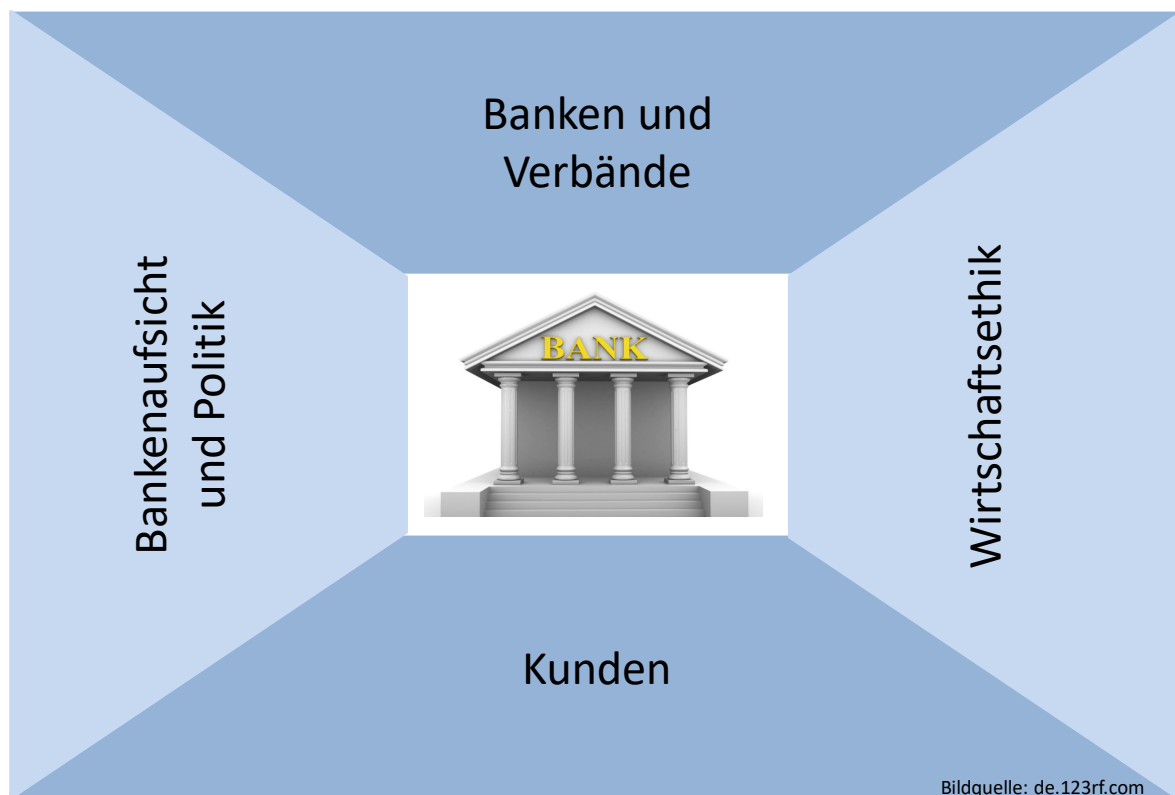 Banken und
Verbände
Bankenaufsicht
und Politik
BANK
Wirtschaftsethik
Kunden
Bildquelle: de.123rf.com